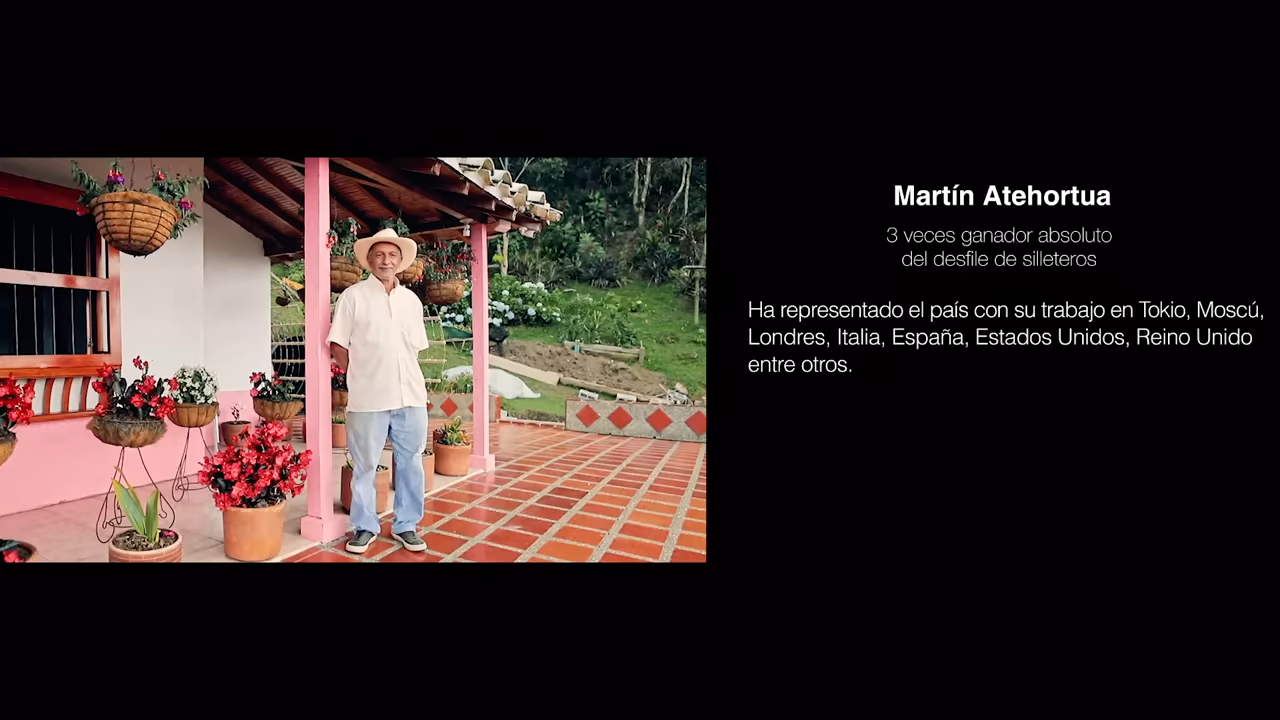 Martín Atehortua
3 veces ganador absoluto
del desfile de silleteros
Ha representado el país con su trabajo en Tokio, Moscú,
Londres, Italia, España, Estados Unidos, Reino Unido
entre otros.